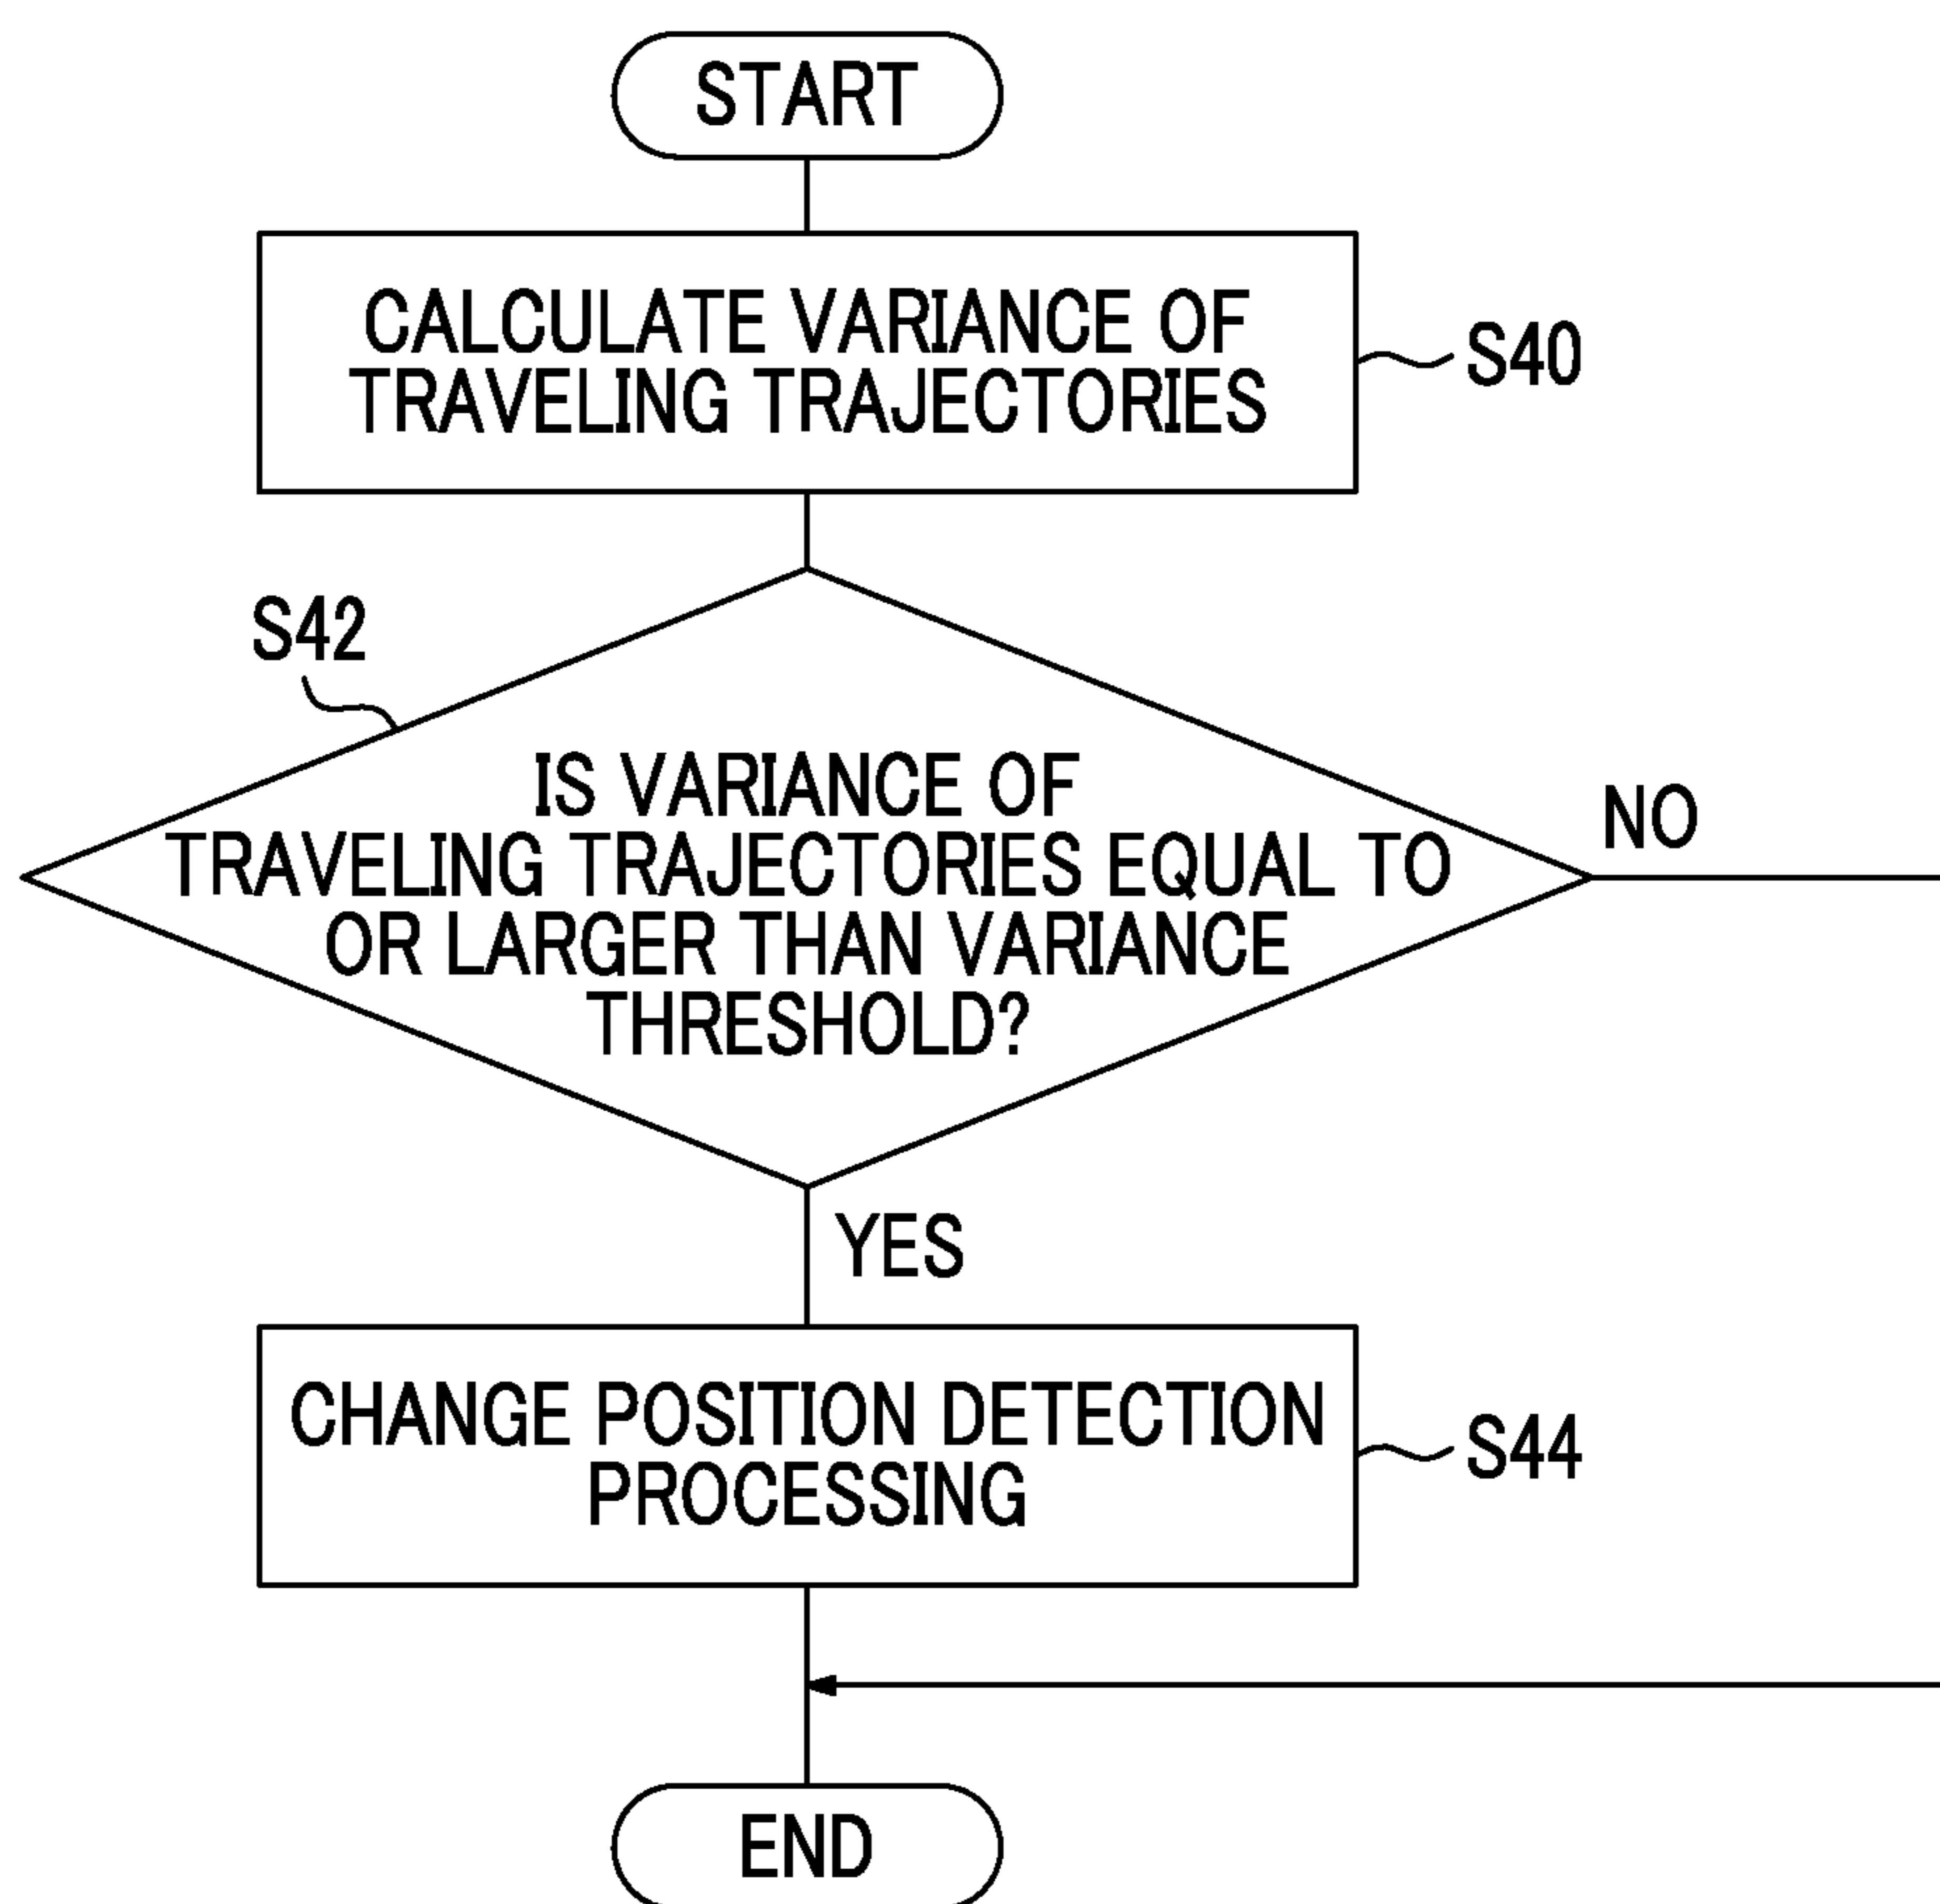 START
CALCULATE VARIANCE OF
TRAVELING TRAJECTORIES
S40
S42
IS VARIANCE OF
TRAVELING TRAJECTORIES EQUAL TO
OR LARGER THAN VARIANCE
THRESHOLD?
NO
YES
CHANGE POSITION DETECTION
PROCESSING
S44
END